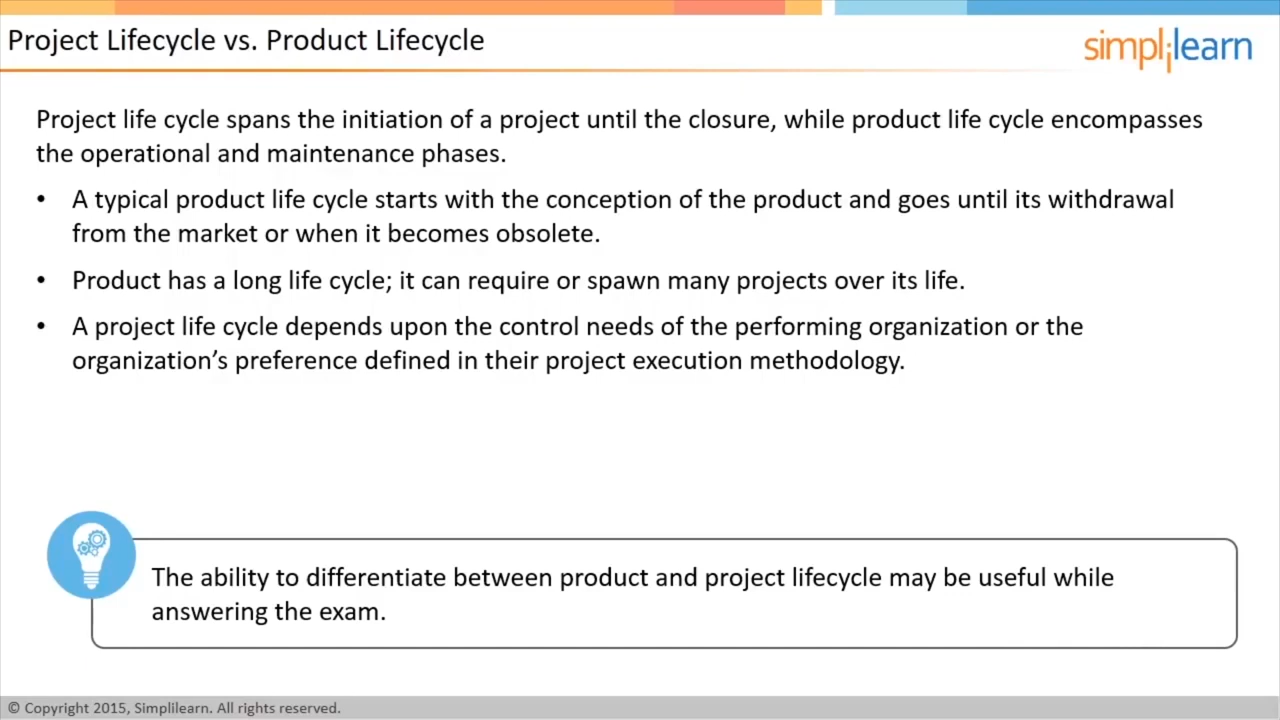 Project Lifecycle vs. Product Lifecycle
simplilearn
Project life cycle spans the initiation of a project until the closure, while product life cycle encompasses
the operational and maintenance phases.
• A typical product life cycle starts with the conception of the product and goes until its withdrawal
from the market or when it becomes obsolete.
• Product has a long life cycle; it can require or spawn many projects over its life.
• A project life cycle depends upon the control needs of the performing organization or the
organization’s preference defined in their project execution methodology.
The ability to differentiate between product and project lifecycle may be useful while
answering the exam.
© Copyright 2015, Simplilearn. All rights reserved.